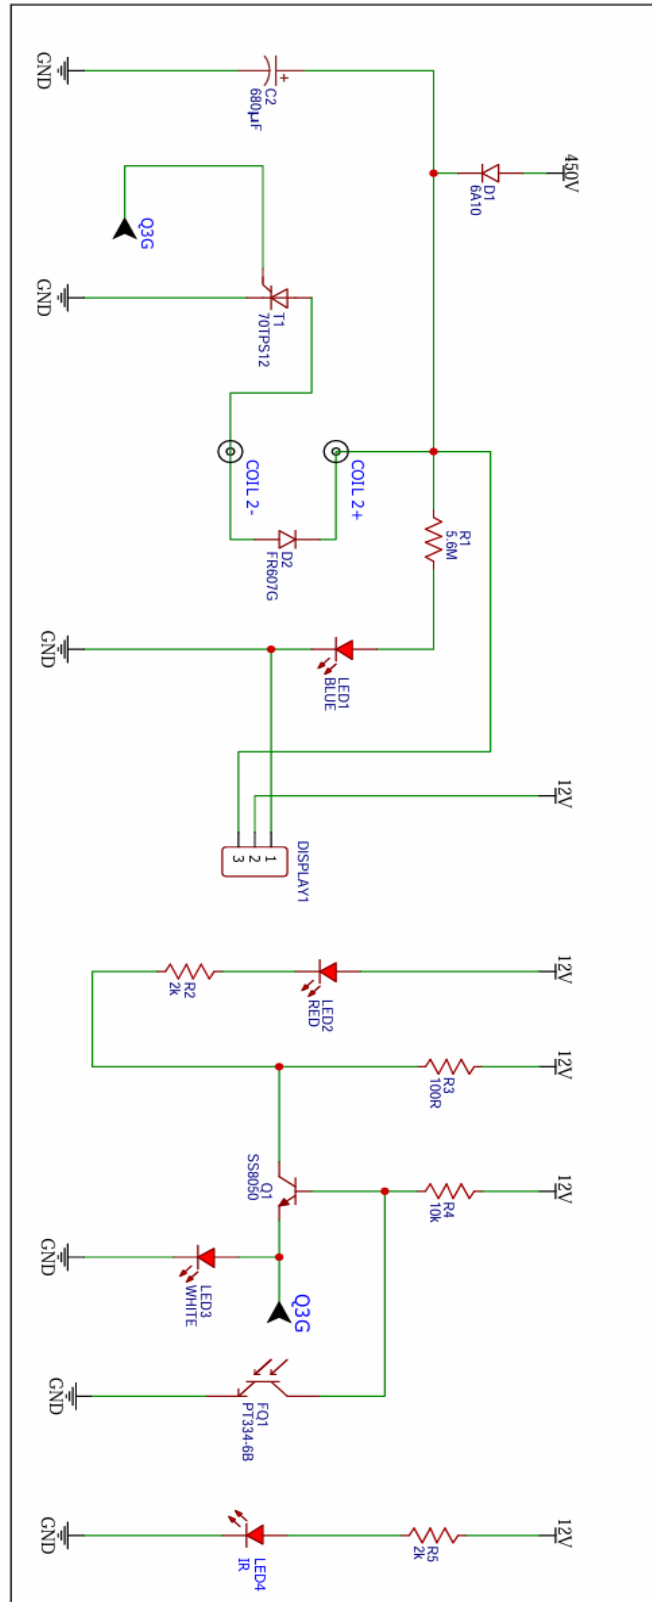 GND
C2
680µF
450V
D1
6A10
Q3G
GND
T1
70TPS12
COIL 2-
COIL 2+
D2
FR607G
R1
5.6M
GND
LED1
BLUE
12V
DISPLAY1
1
2
3
12V
LED2
RED
R2
2k
12V
R3
100R
12V
R4
10k
Q1
SS8050
GND
LED3
WHITE
Q3G
GND
FQ1
PT334-6B
12V
R5
2k
LED4
IR
GND